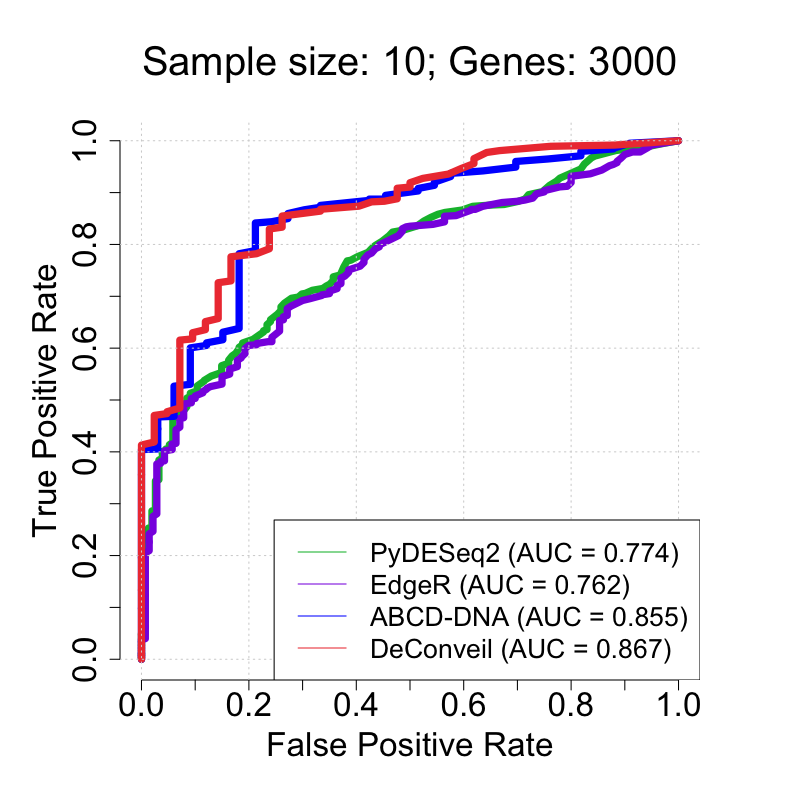 Sample size: 10; Genes: 3000
True Positive Rate
1.0
0.8
0.6
0.4
0.2
0.0
PyDESeq2 (AUC = 0.774)
EdgeR (AUC = 0.762)
ABCD-DNA (AUC = 0.855)
DeConveil (AUC = 0.867)
0.0 0.2 0.4 0.6 0.8 1.0
False Positive Rate